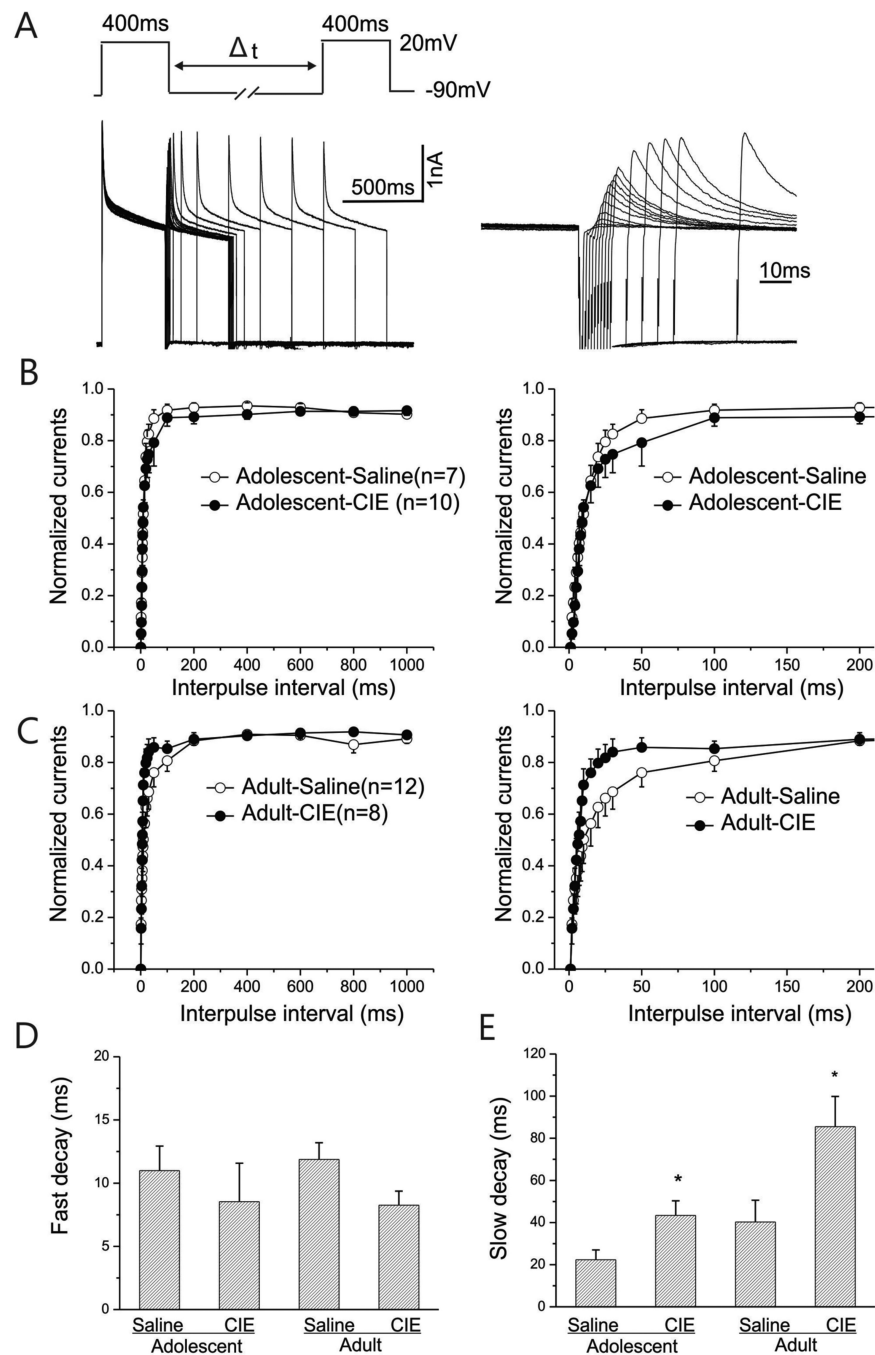 A
400ms
400ms
Δt
20mV
-90mV
500ms
1nA
10ms
B
Normalized currents
1.0
0.8
0.6
0.4
0.2
0.0
Adolescent-Saline(n=7)
Adolescent-CIE (n=10)
0 200 400 600 800 1000
Interpulse interval (ms)
Normalized currents
1.0
0.8
0.6
0.4
0.2
0.0
Adolescent-Saline
Adolescent-CIE
0 50 100 150 200
Interpulse interval (ms)
C
Normalized currents
1.0
0.8
0.6
0.4
0.2
0.0
Adult-Saline(n=12)
Adult-CIE(n=8)
0 200 400 600 800 1000
Interpulse interval (ms)
Normalized currents
1.0
0.8
0.6
0.4
0.2
0.0
Adult-Saline
Adult-CIE
0 50 100 150 200
Interpulse interval (ms)
D
Fast decay (ms)
20
15
10
5
0
Saline CIE Saline CIE
Adolescent Adult
E
Slow decay (ms)
120
100
80
60
40
20
0
*
*
Saline CIE Saline CIE
Adolescent Adult